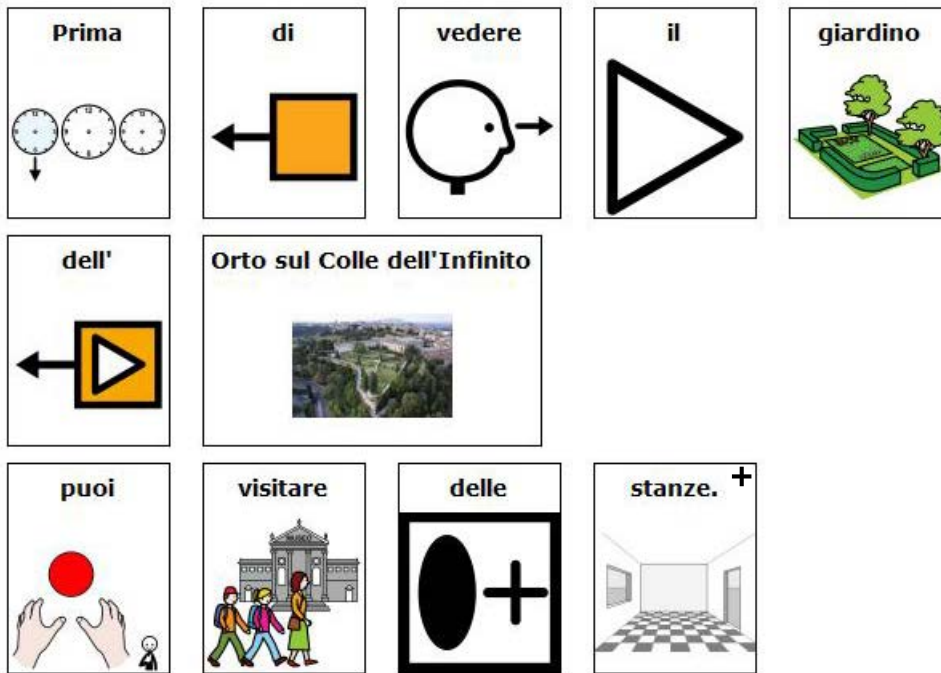 Prima di vedere il giardino
dell' Orto sul Colle dell'Infinito
puoi visitare delle stanze.